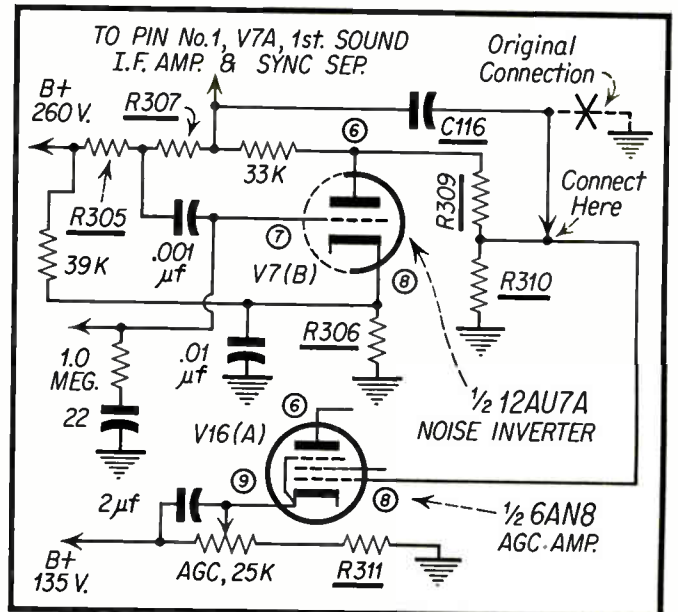 TO PIN No.1, V7A, 1st. SOUND
I.F. AMP. & SYNC SEP.
Original
Connection
B+
260 V.
R307
C116
6
33K
R309
Connect
Here
R305
.001
µf
7
39K
V7(B)
8
R310
1.0
MEG.
.01
µf
R306
22
1/2 12AU7A
NOISE INVERTER
6
V16(A)
9
8
2µf
1/2 6AN8
AGC AMP.
B+
135 V.
AGC, 25K
R311